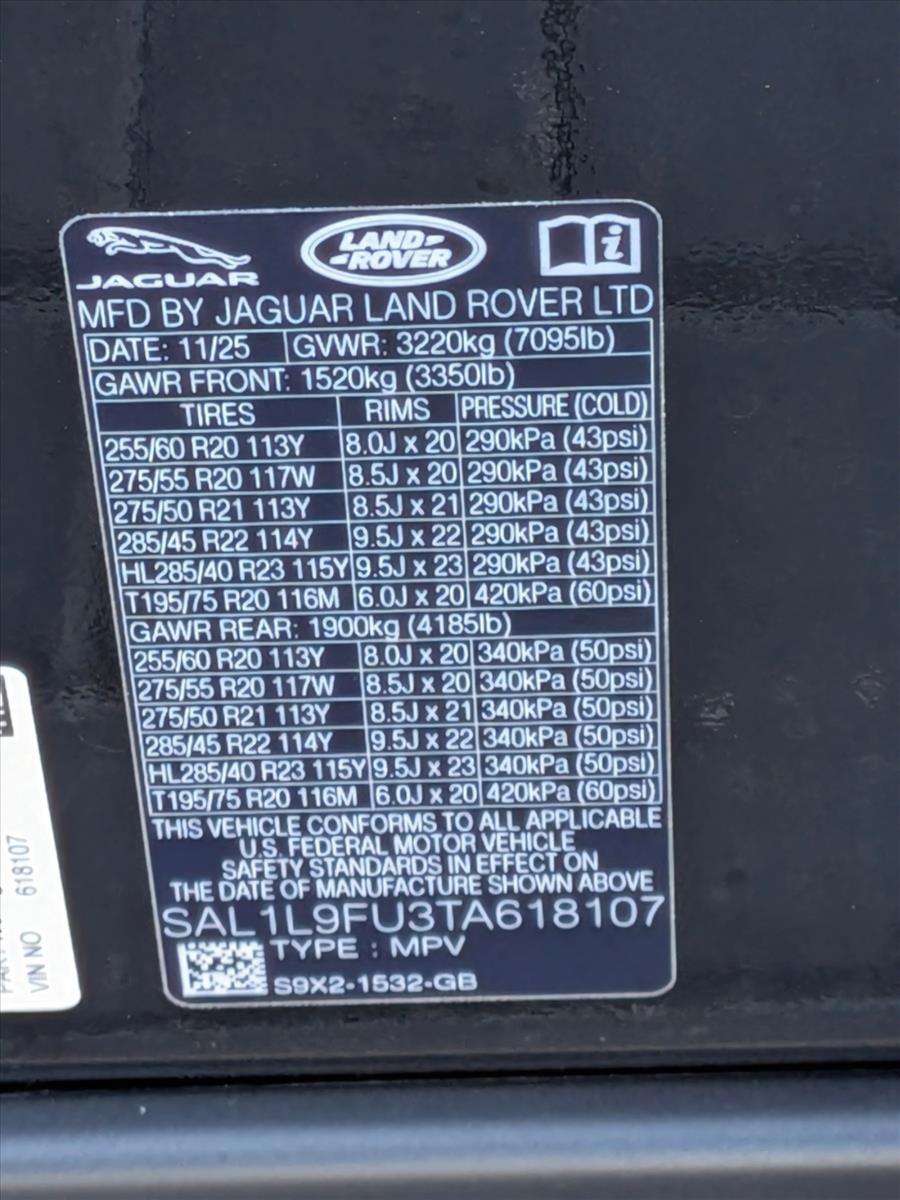 JAGUAR
LAND-
-ROVER
i
MFD BY JAGUAR LAND ROVER LTD
DATE: 11/25 GVWR: 3220kg (7095lb)
GAWR FRONT: 1520kg (3350lb)
TIRES RIMS PRESSURE (COLD)
255/60 R20 113Y 8.0J x 20 290kPa (43psi)
275/55 R20 117W 8.5J x 20 290kPa (43psi)
275/50 R21 113Y 8.5J x 21 290kPa (43psi)
285/45 R22 114Y 9.5J x 22 290kPa (43psi)
HL285/40 R23 115Y 9.5J x 23 290kPa (43psi)
T195/75 R20 116M 6.0J x 20 420kPa (60psi)
GAWR REAR: 1900kg (4185lb)
255/60 R20 113Y 8.0J x 20 340kPa (50psi)
275/55 R20 117W 8.5J x 20 340kPa (50psi)
275/50 R21 113Y 8.5J x 21 340kPa (50psi)
285/45 R22 114Y 9.5J x 22 340kPa (50psi)
HL285/40 R23 115Y 9.5J x 23 340kPa (50psi)
T195/75 R20 116M 6.0J x 20 420kPa (60psi)
THIS VEHICLE CONFORMS TO ALL APPLICABLE
U.S. FEDERAL MOTOR VEHICLE
SAFETY STANDARDS IN EFFECT ON
THE DATE OF MANUFACTURE SHOWN ABOVE
SAL1L9FU3TA618107
TYPE : MPV
S9X2-1532-GB
VIN NO 618107